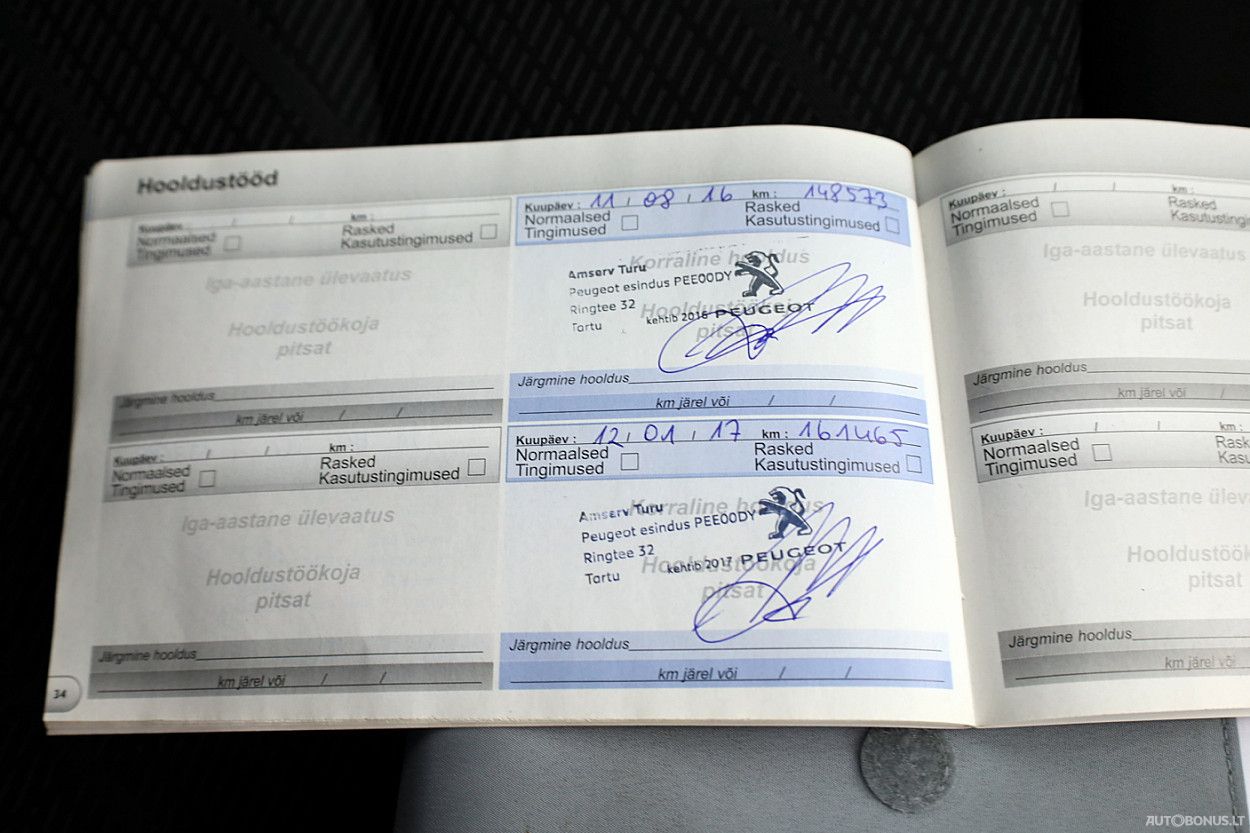 Hooldustööd
Kuupäev : / / km :
Normaalsed Tingimused
Rasked Kasutustingimused
Iga-aastane ülevaatus
Hooldustöökoja
pitsat
Järgmine hooldus
km järel või / /
Kuupäev : / / km :
Normaalsed Tingimused
Rasked Kasutustingimused
Iga-aastane ülevaatus
Hooldustöökoja
pitsat
Järgmine hooldus
km järel või / /
34
Kuupäev : 11 , 08 , 16 km : 148573
Normaalsed Tingimused
Rasked Kasutustingimused
Korraline hooldus
Amserv Turu
Peugeot esindus PEE00DY
Ringtee 32
Tartu
kehtib 2016 PEUGEOT
Hooldustöökoja
pitsat
Järgmine hooldus
km järel või / /
Kuupäev : 12 , 01 , 17 km : 161465
Normaalsed Tingimused
Rasked Kasutustingimused
Korraline hooldus
Amserv Turu
Peugeot esindus PEE00DY
Ringtee 32
Tartu
kehtib 2017 PEUGEOT
Hooldustöökoja
pitsat
Järgmine hooldus
km järel või / /
Kuupäev : / / km :
Normaalsed Tingimused
Rasked
Iga-aastane ülevaatus
Hooldustöökoja
pitsat
Järgmine hooldus
km järel või /
Kuupäev : / / km :
Normaalsed Tingimused
Järgmine hooldus
km järel
AUTOBONUS.LT